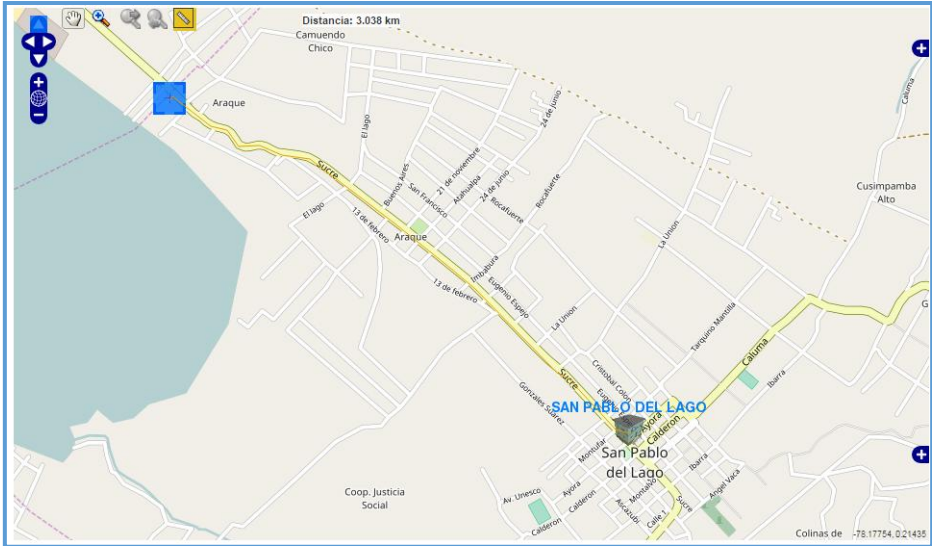 Distancia: 3.038 km
Camuendo
Chico
Araque
Caluma
El lago
24 de junio
Sucre
Buenos Aires
21 de noviembre
Atahualpa
24 de junio
San Francisco
Rocafuerte
Rocafuerte
Cusimpamba
Alto
El lago
13 de febrero
Araque
La Union
Imbabura
13 de febrero
Eugenio Espejo
La Union
Tarquino Mantilla
Caluma
G
Cristobal Colon
Sucre
Ibarra
Gonzales Suarez
SAN PABLO DEL LAGO
Ayora
Calderon
Montufar
San Pablo
del Lago
Ibarra
Angel Vaca
Montalvo
Sucre
Coop. Justicia
Social
Av. Unesco
Ayora
Calderon
Ascazubi
Calle 1
Calderon
Colinas de
-78.17754, 0.21435